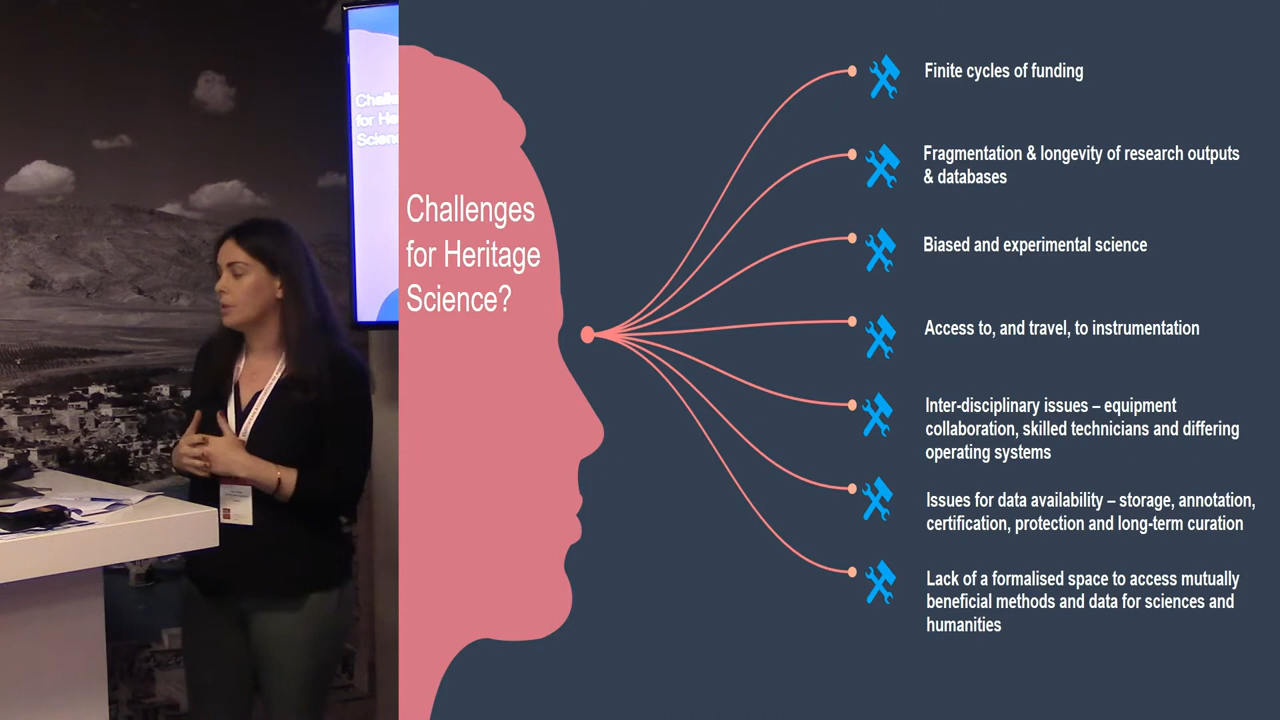 Challenges
for Heritage
Science?
Finite cycles of funding
Fragmentation & longevity of research outputs
& databases
Biased and experimental science
Access to, and travel, to instrumentation
Inter-disciplinary issues – equipment
collaboration, skilled technicians and differing
operating systems
Issues for data availability – storage, annotation,
certification, protection and long-term curation
Lack of a formalised space to access mutually
beneficial methods and data for sciences and
humanities